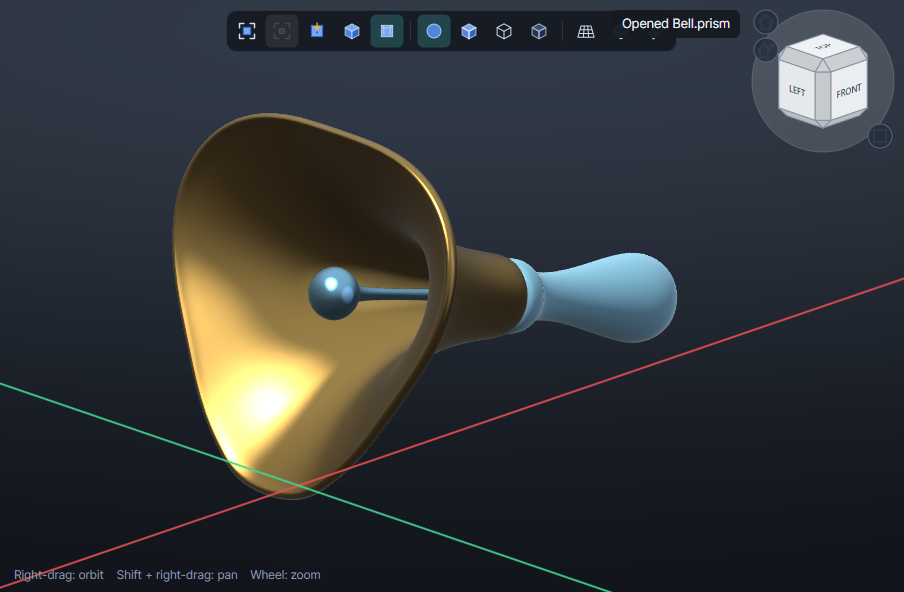 Opened Bell.prism
TOP
LEFT
FRONT
Right-drag: orbit Shift + right-drag: pan Wheel: zoom